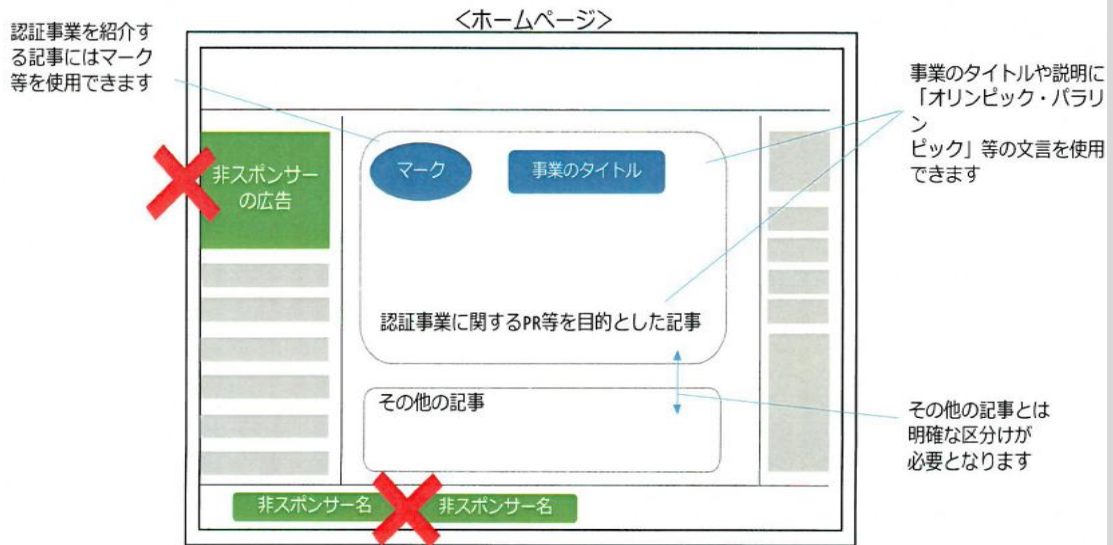 <ホームページ>
認証事業を紹介す
る記事にはマーク
等を使用できます
事業のタイトルや説明に
「オリンピック・パラリ
ン
ピック」等の文言を使用
できます
非スポンサー
の広告
マーク
事業のタイトル
認証事業に関するPR等を目的とした記事
その他の記事
その他の記事とは
明確な区分けが
必要となります
非スポンサー名
非スポンサー名